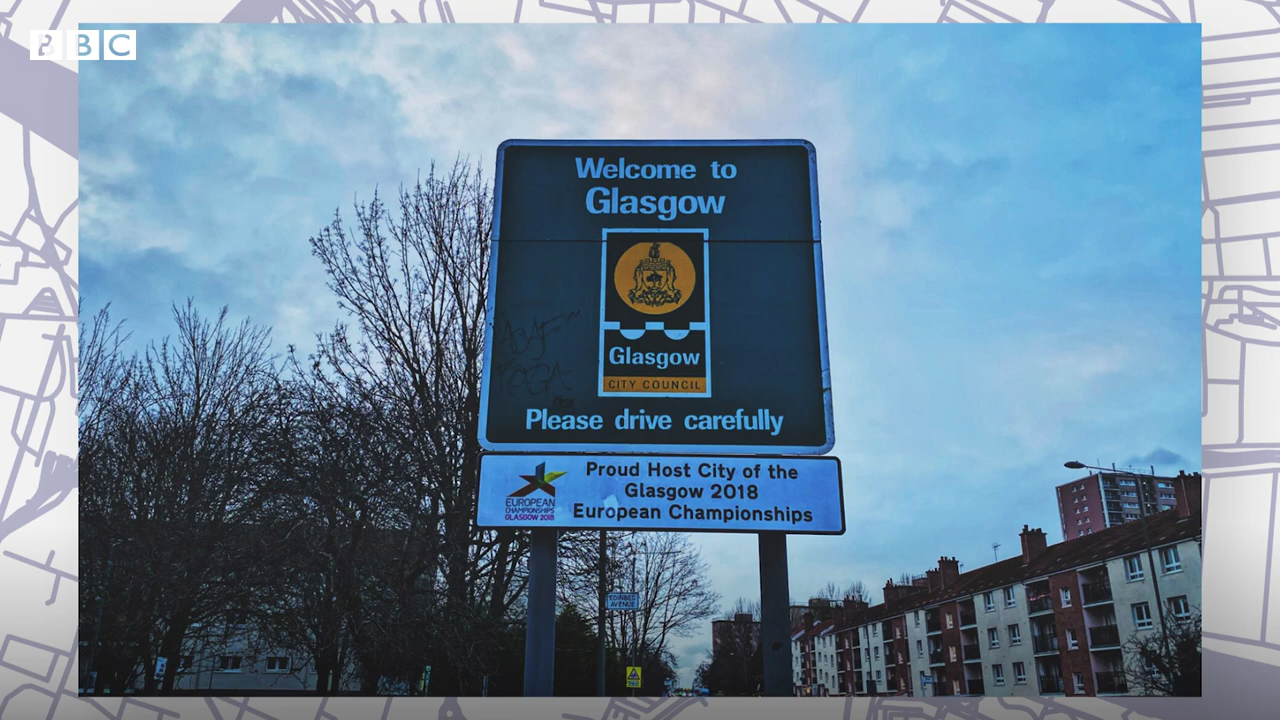 BBC
Welcome to
Glasgow
Glasgow
CITY COUNCIL
Please drive carefully
Proud Host City of the
Glasgow 2018
European Championships
EUROPEAN
CHAMPIONSHIPS
GLASGOW 2018
AVENUE